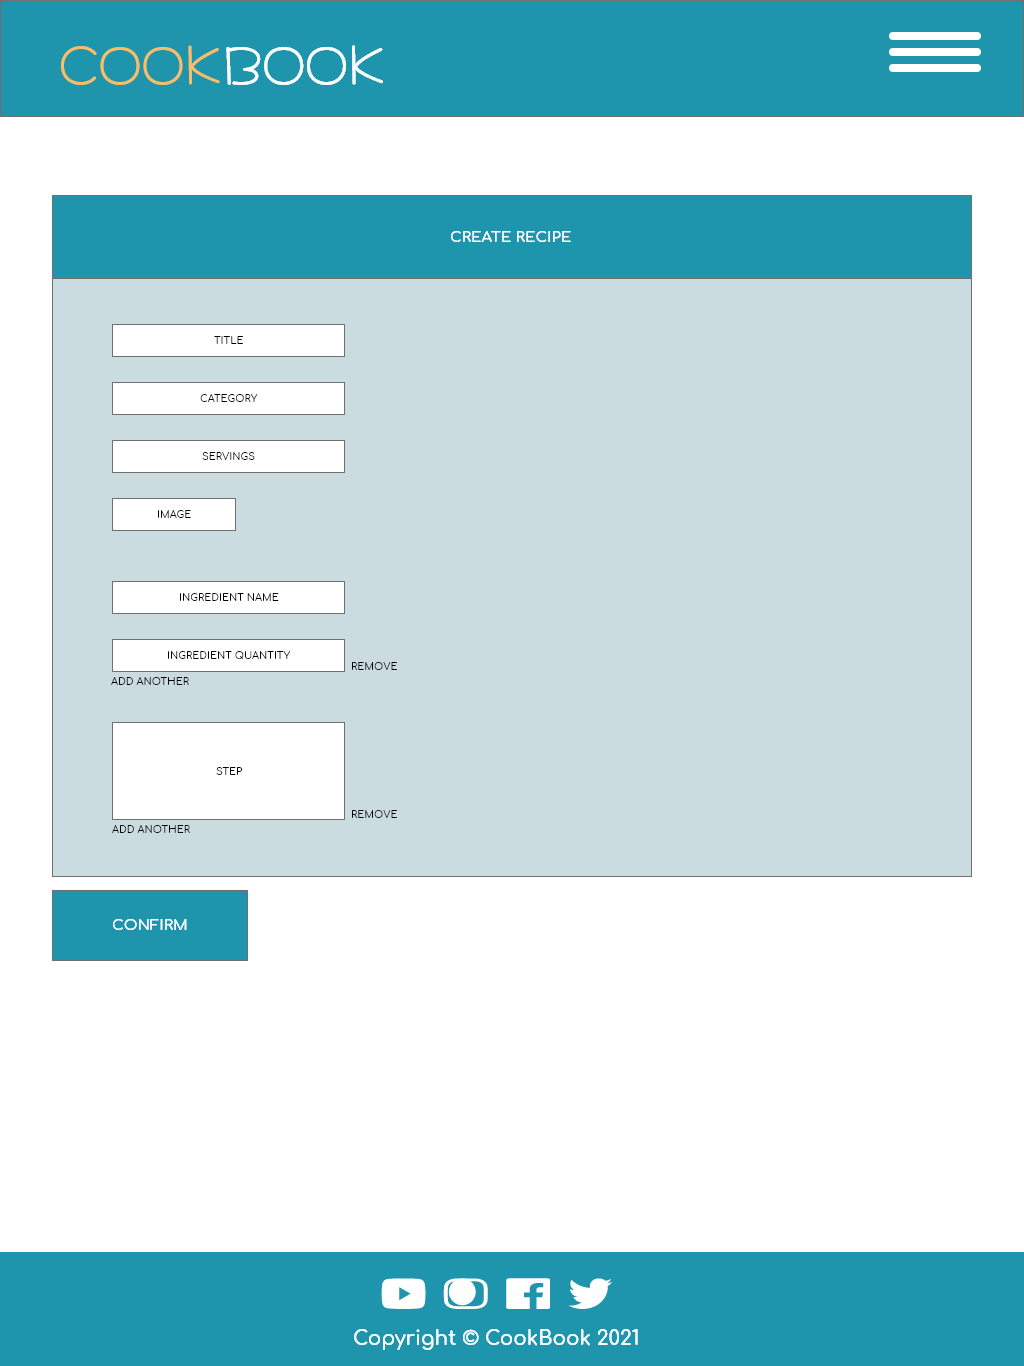 COOKBOOK
CREATE RECIPE
TITLE
CATEGORY
SERVINGS
IMAGE
INGREDIENT NAME
INGREDIENT QUANTITY
REMOVE
ADD ANOTHER
STEP
REMOVE
ADD ANOTHER
CONFIRM
Copyright © CookBook 2021